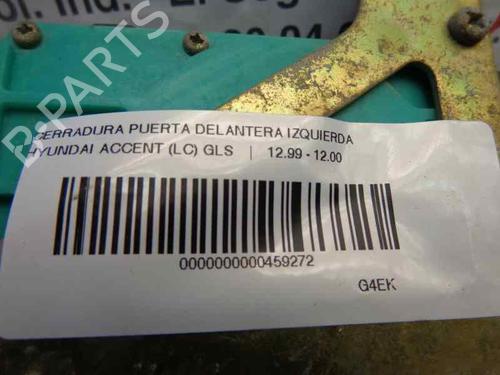 CERRADURA PUERTA DELANTERA IZQUIERDA
HYUNDAI ACCENT (LC) GLS | 12.99 - 12.00
0000000000459272
G4EK